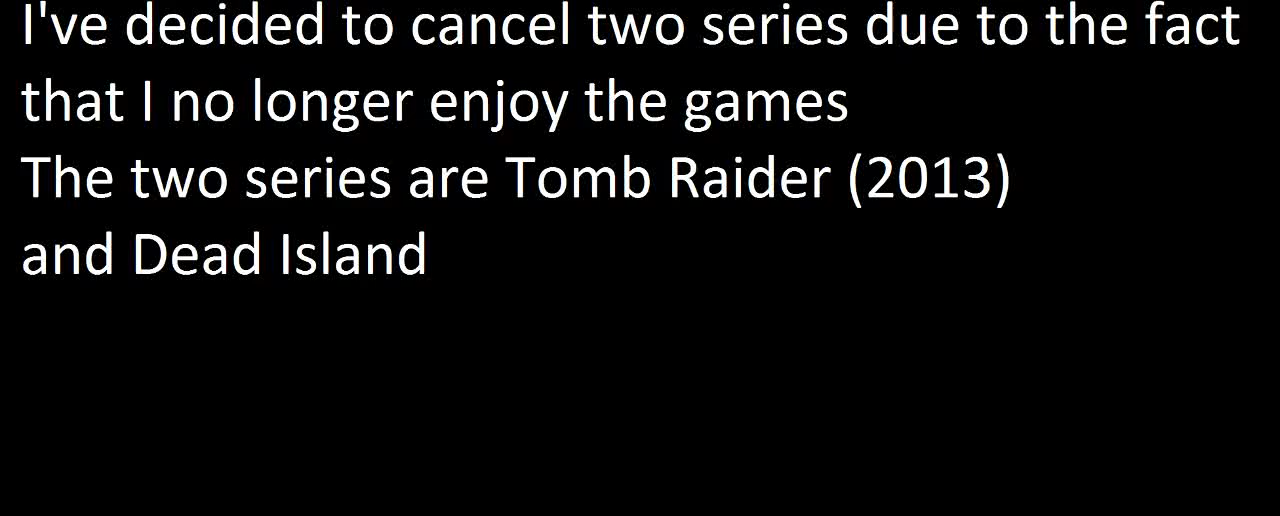 I've decided to cancel two series due to the fact
that I no longer enjoy the games
The two series are Tomb Raider (2013)
and Dead Island